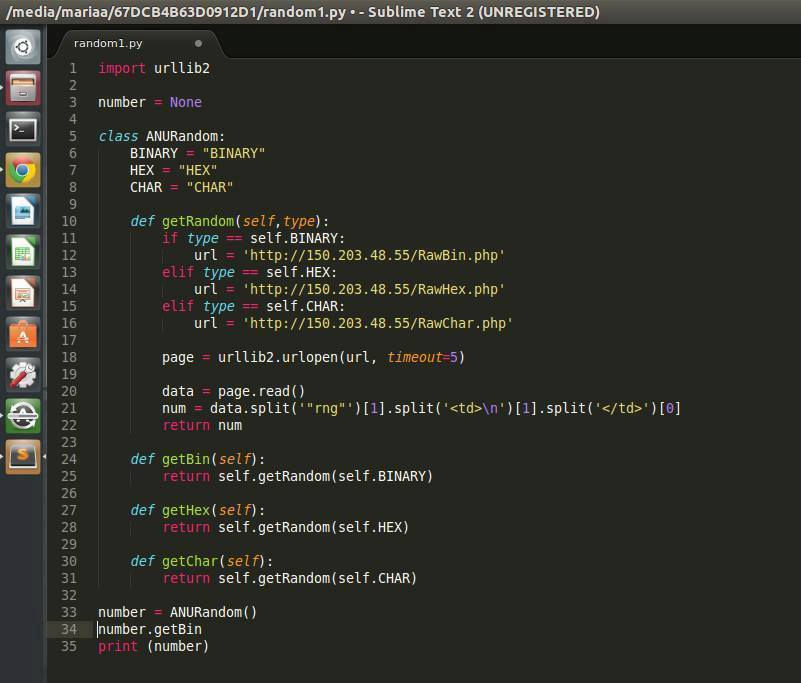 /media/mariaa/67DCB4B63D0912D1/random1.py • - Sublime Text 2 (UNREGISTERED)
random1.py
1 import urllib2
2
3 number = None
4
5 class ANURandom:
6     BINARY = "BINARY"
7     HEX = "HEX"
8     CHAR = "CHAR"
9
10     def getRandom(self,type):
11         if type == self.BINARY:
12             url = 'http://150.203.48.55/RawBin.php'
13         elif type == self.HEX:
14             url = 'http://150.203.48.55/RawHex.php'
15         elif type == self.CHAR:
16             url = 'http://150.203.48.55/RawChar.php'
17
18         page = urllib2.urlopen(url, timeout=5)
19
20         data = page.read()
21         num = data.split('"rng"')[1].split('<td>\n')[1].split('</td>')[0]
22         return num
23
24     def getBin(self):
25         return self.getRandom(self.BINARY)
26
27     def getHex(self):
28         return self.getRandom(self.HEX)
29
30     def getChar(self):
31         return self.getRandom(self.CHAR)
32
33 number = ANURandom()
34 number.getBin
35 print (number)